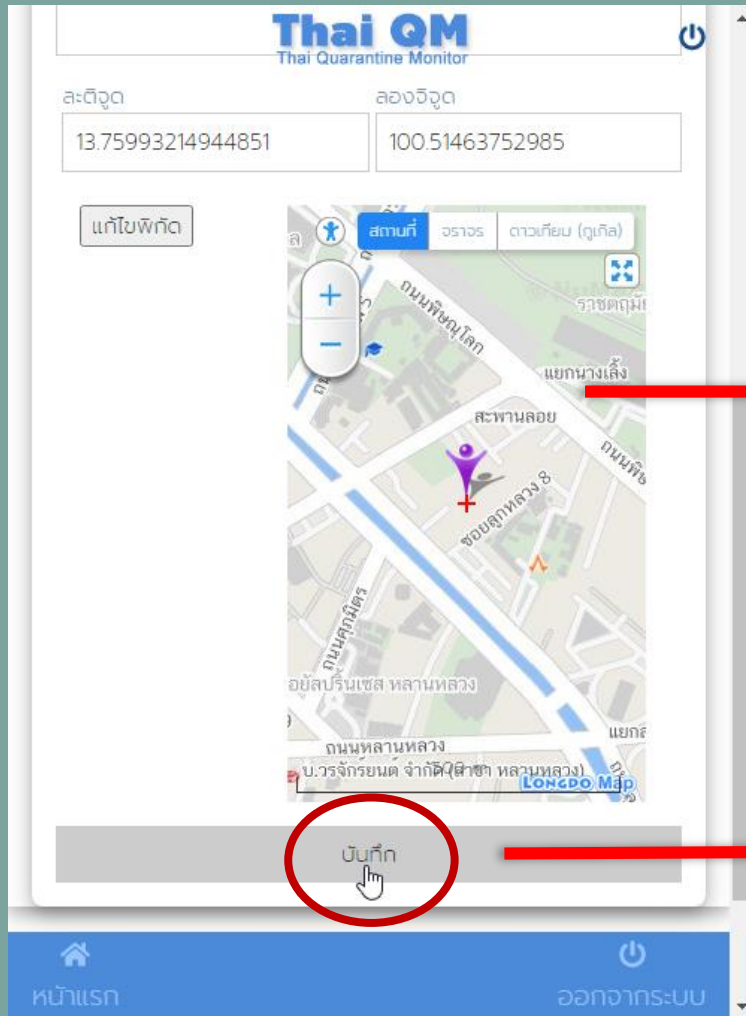 Thai QM
Thai Quarantine Monitor
ละติจูด
ลองจิจูด
13.75993214944851
100.51463752985
แก้ไขพิกัด
สถานที่
จราจร
ดาวเทียม (กูเกิล)
+
−
ถนนพิษณุโลก
ราชตฤมั
แยกนางเลิ้ง
สะพานลอย
ถนนพิษ
ซอยลูกหลวง 8
ถนนศุภมิตร
อยัลปรินเซส หลานหลวง
ถนนหลานหลวง
แยกส
บ.วรจักร์ยนต์ จำกัด (สาขา หลานหลวง)
LONGDO Map
บันทึก
หน้าแรก
ออกจากระบบ